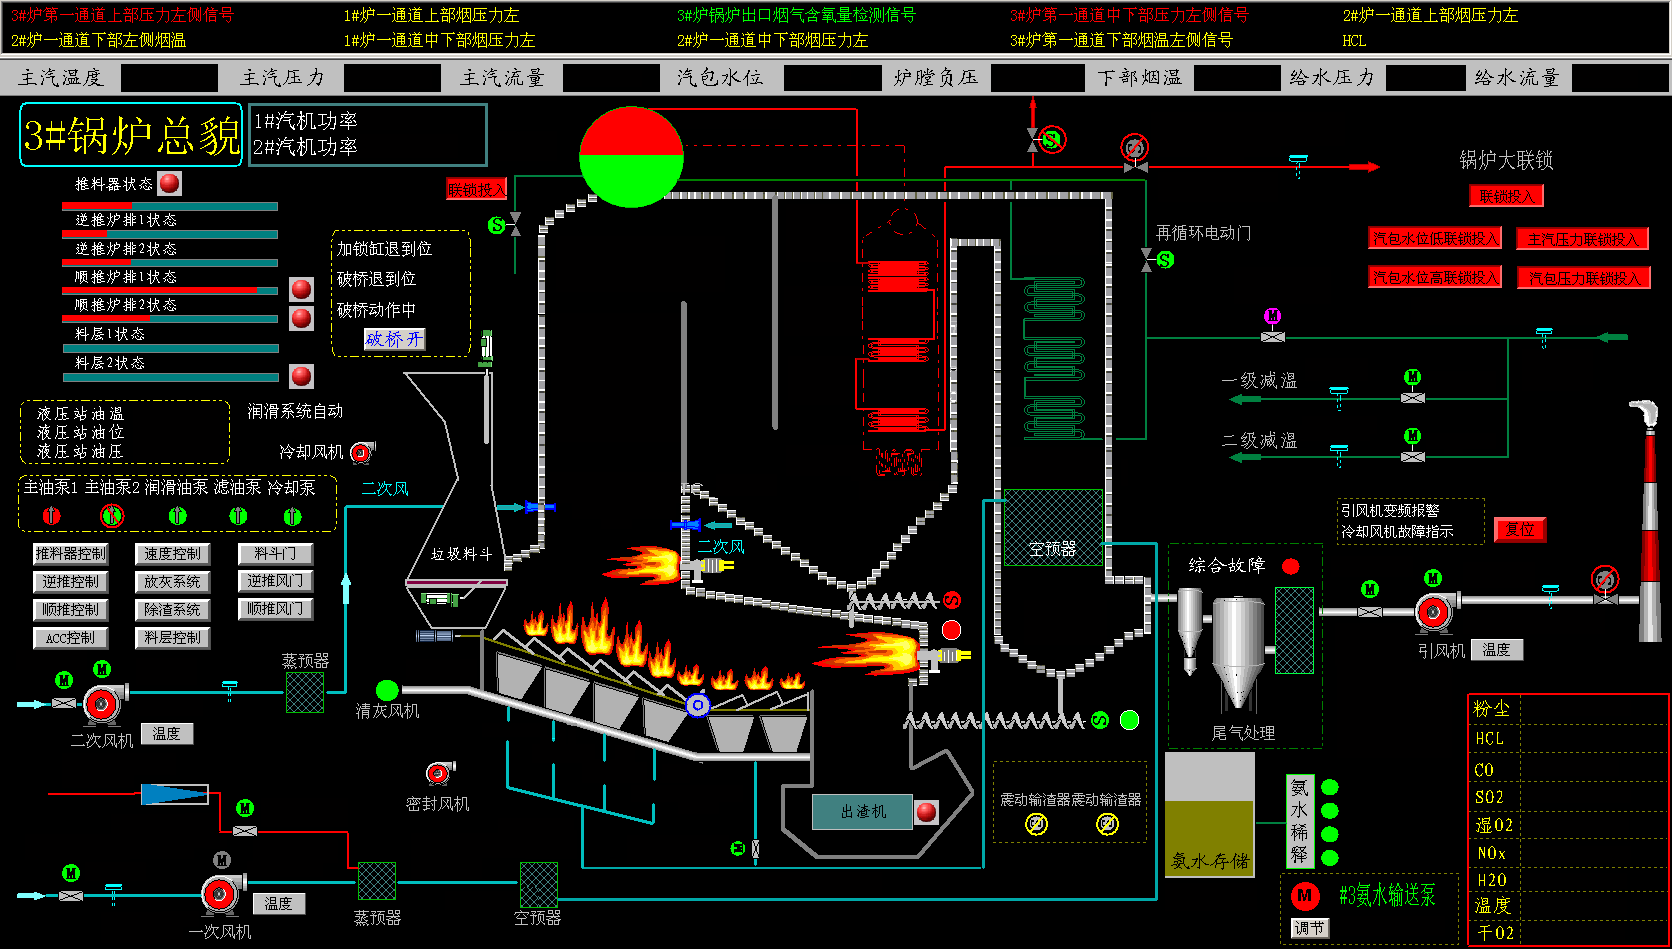 3#炉第一通道上部压力左侧信号
1#炉一通道上部烟压力左
3#炉锅炉出口烟气含氧量检测信号
3#炉第一通道中下部压力左侧信号
2#炉一通道上部烟压力左
2#炉一通道下部左侧烟温
1#炉一通道中下部烟压力左
2#炉一通道中下部烟压力左
3#炉第一通道下部烟温左侧信号
HCL
主汽温度
主汽压力
主汽流量
汽包水位
炉膛负压
下部烟温
给水压力
给水流量
3#锅炉总貌
1#汽机功率
2#汽机功率
推料器状态
逆推炉排1状态
逆推炉排2状态
顺推炉排1状态
顺推炉排2状态
料层1状态
料层2状态
联锁投入
加锁缸退到位
破桥退到位
破桥动作中
破桥开
液压站油温
液压站油位
液压站油压
润滑系统自动
冷却风机
主油泵1 主油泵2 润滑油泵 滤油泵 冷却泵
推料器控制
速度控制
料斗门
逆推控制
放灰系统
逆推风门
顺推控制
除渣系统
顺推风门
ACC控制
料层控制
二次风
垃圾料斗
二次风
M
M
二次风机
温度
蒸预器
清灰风机
密封风机
M
M
M
一次风机
温度
蒸预器
空预器
空预器
S
S
S
S
S
M
出渣机
震动输渣器震动输渣器
再循环电动门
锅炉大联锁
联锁投入
汽包水位低联锁投入
主汽压力联锁投入
汽包水位高联锁投入
汽包压力联锁投入
M
一级减温
M
二级减温
M
引风机变频报警
冷却风机故障指示
复位
综合故障
尾气处理
M
M
引风机
温度
氨水存储
氨水稀释
M
#3氨水输送泵
调节
粉尘
HCL
CO
SO2
湿O2
NOx
H2O
温度
干O2